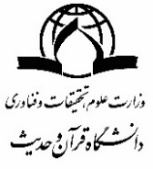 وزارت علوم، تحقیقات و فناوری
دانشگاه قرآن و حدیث